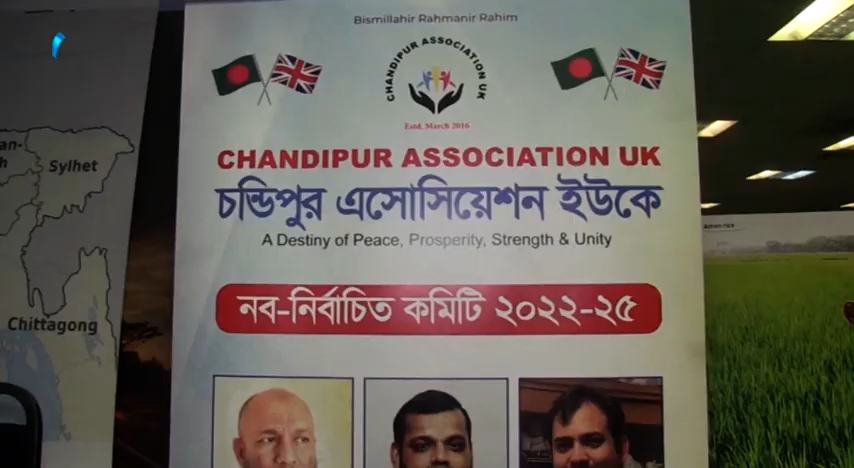 Bismillahir Rahmanir Rahim
CHANDIPUR ASSOCIATION UK
Estd. March 2016
CHANDIPUR ASSOCIATION UK
চন্ডিপুর এসোসিয়েশন ইউকে
A Destiny of Peace, Prosperity, Strength & Unity
নব-নির্বাচিত কমিটি ২০২২-২৫
Sylhet
Chittagong